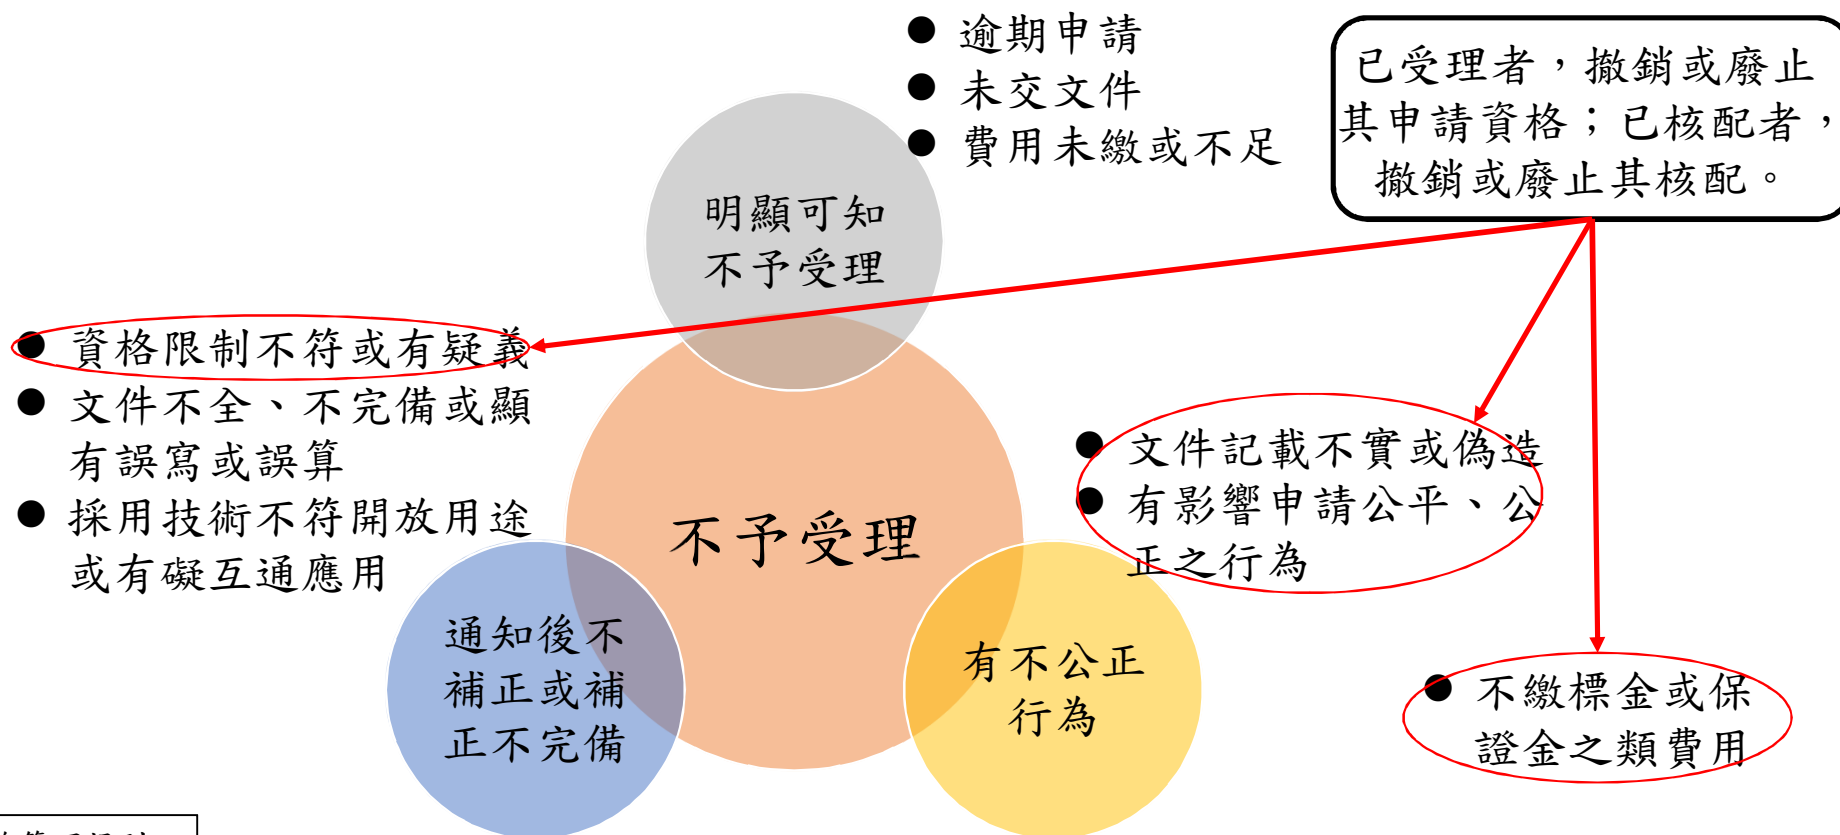 ● 逾期申請
● 未交文件
● 費用未繳或不足
已受理者，撤銷或廢止
其申請資格；已核配者，
撤銷或廢止其核配。
明顯可知
不予受理
● 資格限制不符或有疑義
● 文件不全、不完備或顯
有誤寫或誤算
● 採用技術不符開放用途
或有礙互通應用
不予受理
● 文件記載不實或偽造
● 有影響申請公平、公
正之行為
通知後不
補正或補
正不完備
有不公正
行為
● 不繳標金或保
證金之類費用